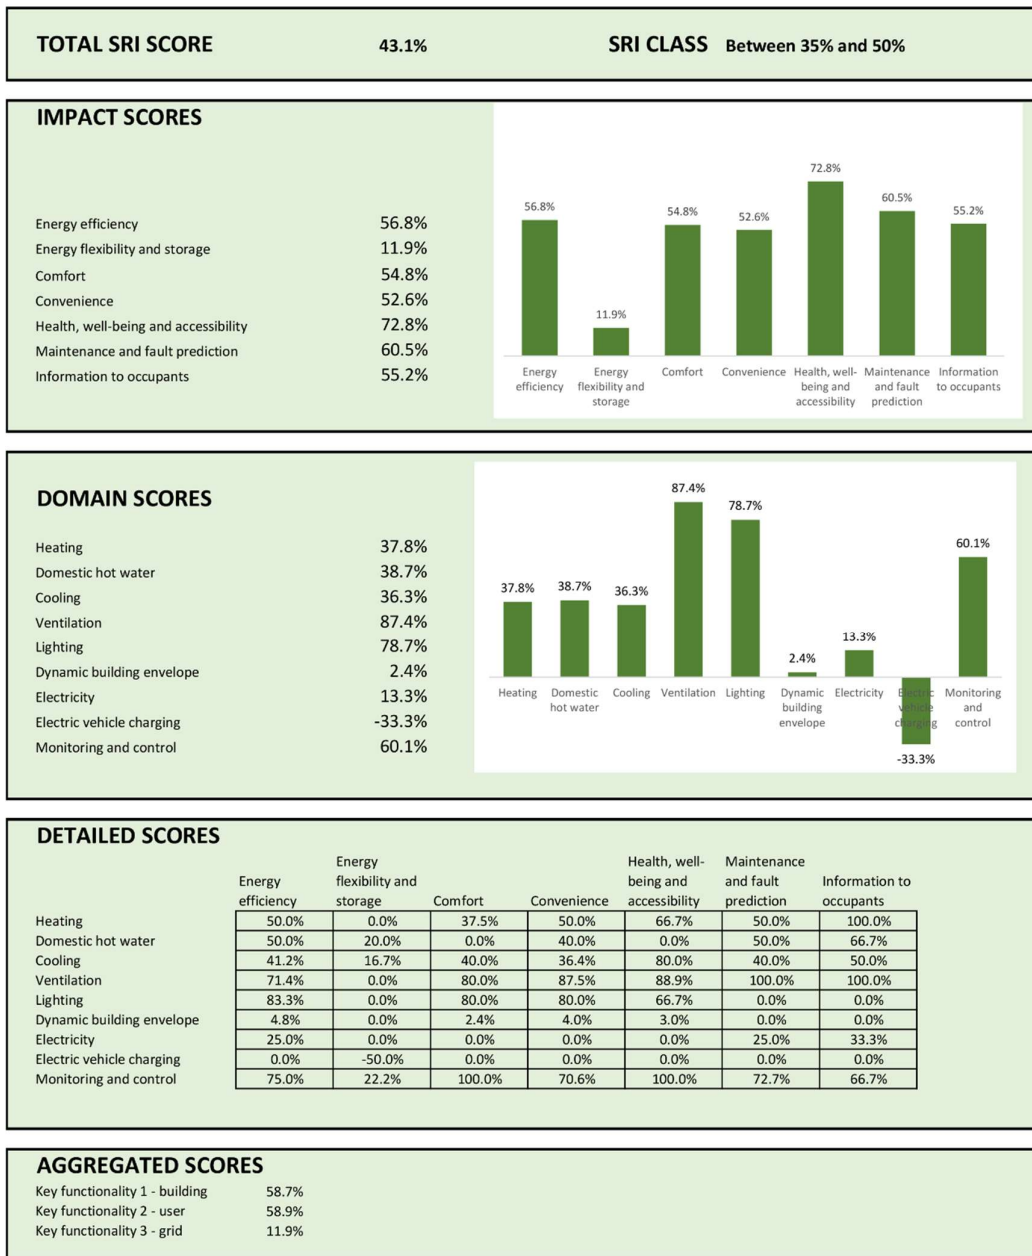 TOTAL SRI SCORE 43.1% SRI CLASS Between 35% and 50%
IMPACT SCORES
Energy efficiency 56.8%
Energy flexibility and storage 11.9%
Comfort 54.8%
Convenience 52.6%
Health, well-being and accessibility 72.8%
Maintenance and fault prediction 60.5%
Information to occupants 55.2%
56.8% 11.9% 54.8% 52.6% 72.8% 60.5% 55.2%
Energy Energy Comfort Convenience Health, well- Maintenance Information
efficiency flexibility and being and and fault to occupants
storage accessibility prediction
DOMAIN SCORES
Heating 37.8%
Domestic hot water 38.7%
Cooling 36.3%
Ventilation 87.4%
Lighting 78.7%
Dynamic building envelope 2.4%
Electricity 13.3%
Electric vehicle charging -33.3%
Monitoring and control 60.1%
37.8% 38.7% 36.3% 87.4% 78.7% 2.4% 13.3% 60.1%
Heating Domestic Cooling Ventilation Lighting Dynamic Electricity Electric Monitoring
hot water building vehicle and
envelope charging control
-33.3%
DETAILED SCORES
Energy Health, well- Maintenance
Energy flexibility and being and and fault Information to
efficiency storage Comfort Convenience accessibility prediction occupants
Heating 50.0% 0.0% 37.5% 50.0% 66.7% 50.0% 100.0%
Domestic hot water 50.0% 20.0% 0.0% 40.0% 0.0% 50.0% 66.7%
Cooling 41.2% 16.7% 40.0% 36.4% 80.0% 40.0% 50.0%
Ventilation 71.4% 0.0% 80.0% 87.5% 88.9% 100.0% 100.0%
Lighting 83.3% 0.0% 80.0% 80.0% 66.7% 0.0% 0.0%
Dynamic building envelope 4.8% 0.0% 2.4% 4.0% 3.0% 0.0% 0.0%
Electricity 25.0% 0.0% 0.0% 0.0% 0.0% 25.0% 33.3%
Electric vehicle charging 0.0% -50.0% 0.0% 0.0% 0.0% 0.0% 0.0%
Monitoring and control 75.0% 22.2% 100.0% 70.6% 100.0% 72.7% 66.7%
AGGREGATED SCORES
Key functionality 1 - building 58.7%
Key functionality 2 - user 58.9%
Key functionality 3 - grid 11.9%